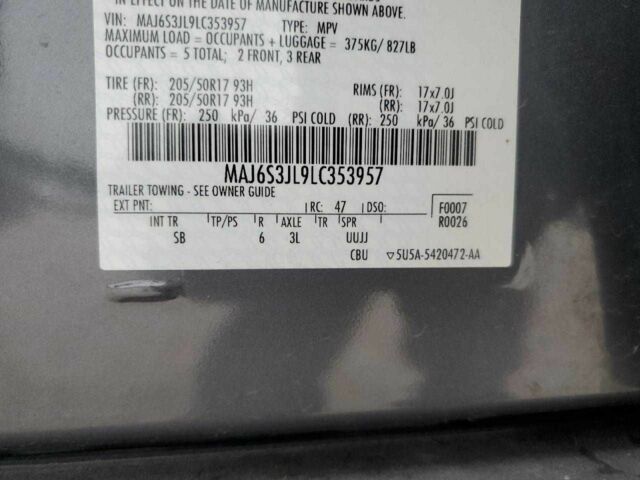 IN EFFECT ON THE DATE OF MANUFACTURE SHOWN ABOVE.
VIN: MAJ6S3JL9LC353957 TYPE: MPV
MAXIMUM LOAD = OCCUPANTS + LUGGAGE = 375KG/ 827LB
OCCUPANTS = 5 TOTAL; 2 FRONT, 3 REAR
TIRE (FR): 205/50R17 93H RIMS (FR): 17x7.0J
(RR): 205/50R17 93H (RR): 17x7.0J
PRESSURE (FR): 250 kPa/ 36 PSI COLD (RR): 250 kPa/ 36 PSI COLD
MAJ6S3JL9LC353957
TRAILER TOWING - SEE OWNER GUIDE
EXT PNT: RC: 47 DSO: F0007
INT TR TP/PS R AXLE TR SPR R0026
SB 6 3L UUJJ
CBU ▽5U5A-5420472-AA